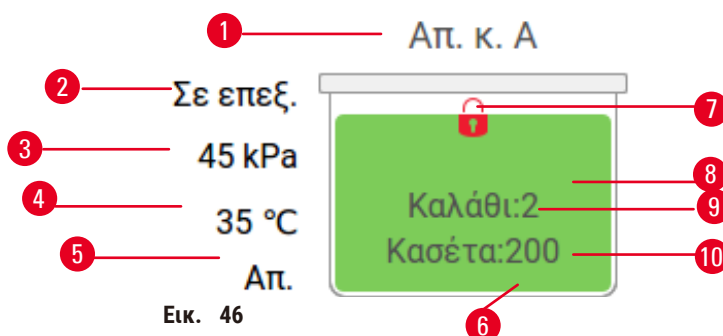 1 Απ. κ. Α
2 Σε επεξ.
7
3 45 kPa
8
4 35 °C
Καλάθι:2 9
5 Απ.
Κασέτα:200 10
Εικ. 46
6